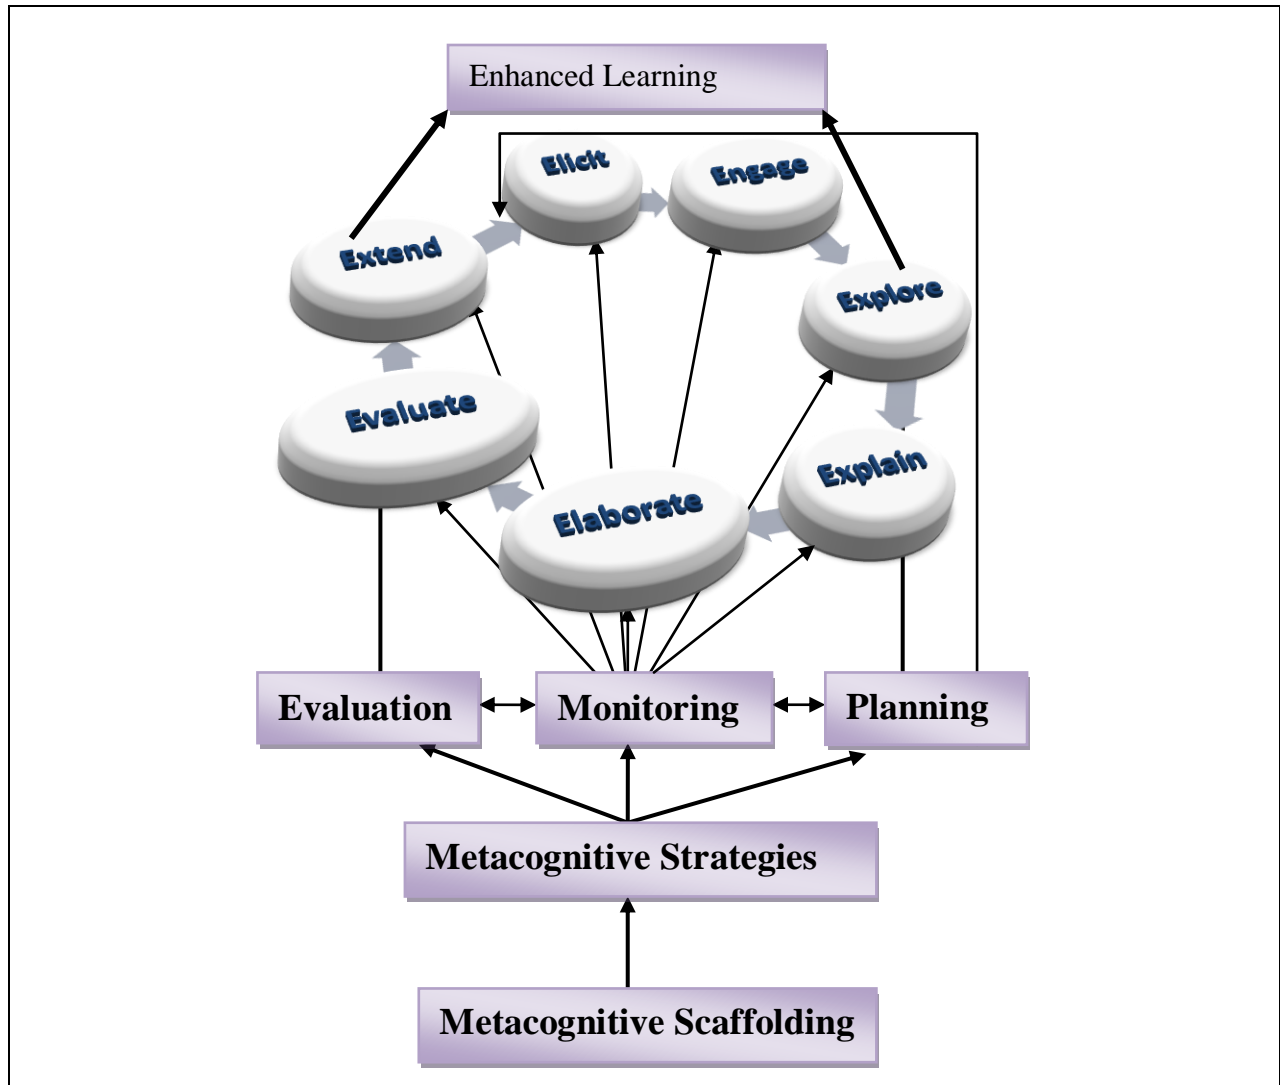 Enhanced Learning
Elicit
Engage
Extend
Explore
Evaluate
Explain
Elaborate
Evaluation
Monitoring
Planning
Metacognitive Strategies
Metacognitive Scaffolding